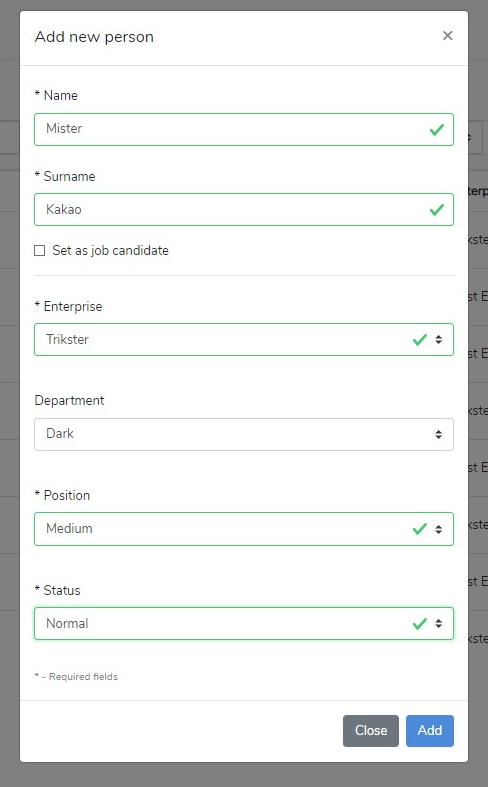 Add new person
×
* Name
Mister
* Surname
Kakao
Set as job candidate
* Enterprise
Trikster
Department
Dark
* Position
Medium
* Status
Normal
* - Required fields
Close
Add